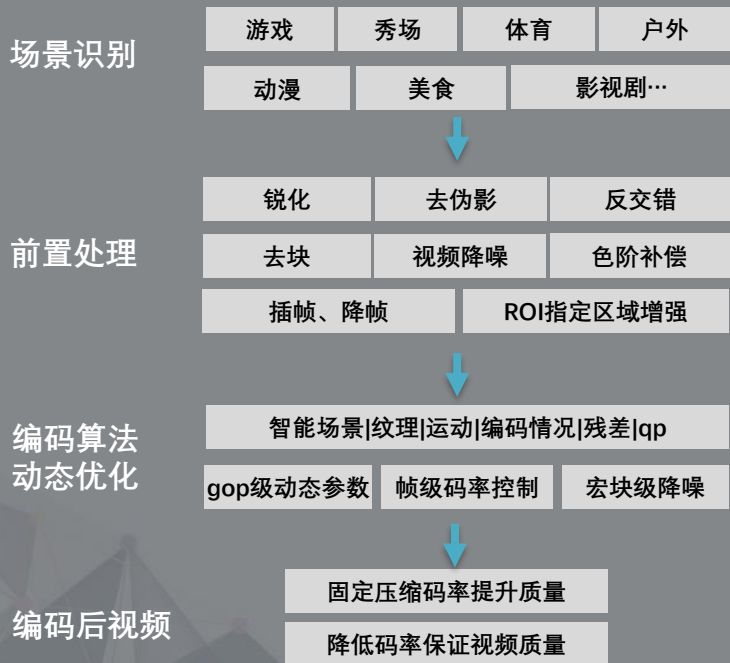 场景识别
游戏 秀场 体育 户外
动漫 美食 影视剧…
前置处理
锐化 去伪影 反交错
去块 视频降噪 色阶补偿
插帧、降帧 ROI指定区域增强
编码算法
动态优化
智能场景|纹理|运动|编码情况|残差|qp
gop级动态参数 帧级码率控制 宏块级降噪
编码后视频
固定压缩码率提升质量
降低码率保证视频质量